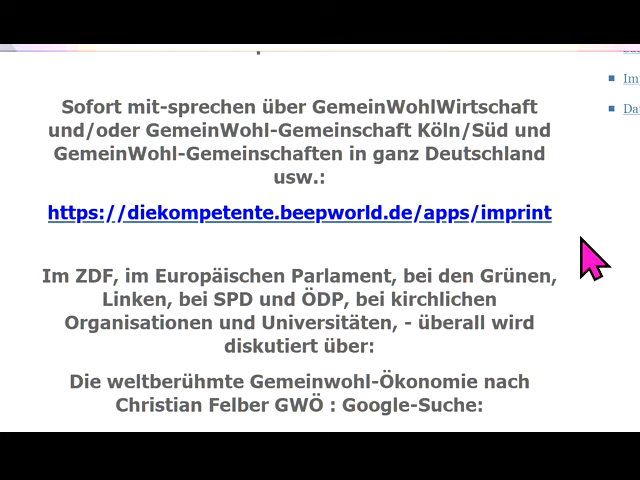 Sofort mit-sprechen über GemeinWohlWirtschaft
und/oder GemeinWohl-Gemeinschaft Köln/Süd und
GemeinWohl-Gemeinschaften in ganz Deutschland
usw.:
https://diekompetente.beepworld.de/apps/imprint
Im ZDF, im Europäischen Parlament, bei den Grünen,
Linken, bei SPD und ÖDP, bei kirchlichen
Organisationen und Universitäten, - überall wird
diskutiert über:
Die weltberühmte Gemeinwohl-Ökonomie nach
Christian Felber GWÖ : Google-Suche:
Im
Da